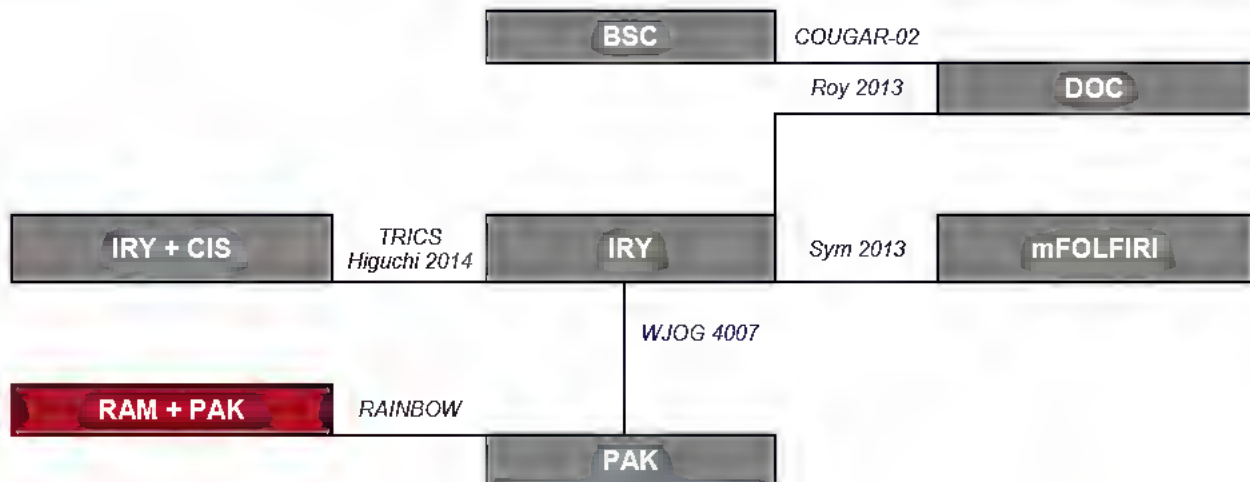 BSC
COUGAR-02
Roy 2013
DOC
IRY + CIS
TRICS
Higuchi 2014
IRY
Sym 2013
mFOLFIRI
WJOG 4007
RAM + PAK
RAINBOW
PAK